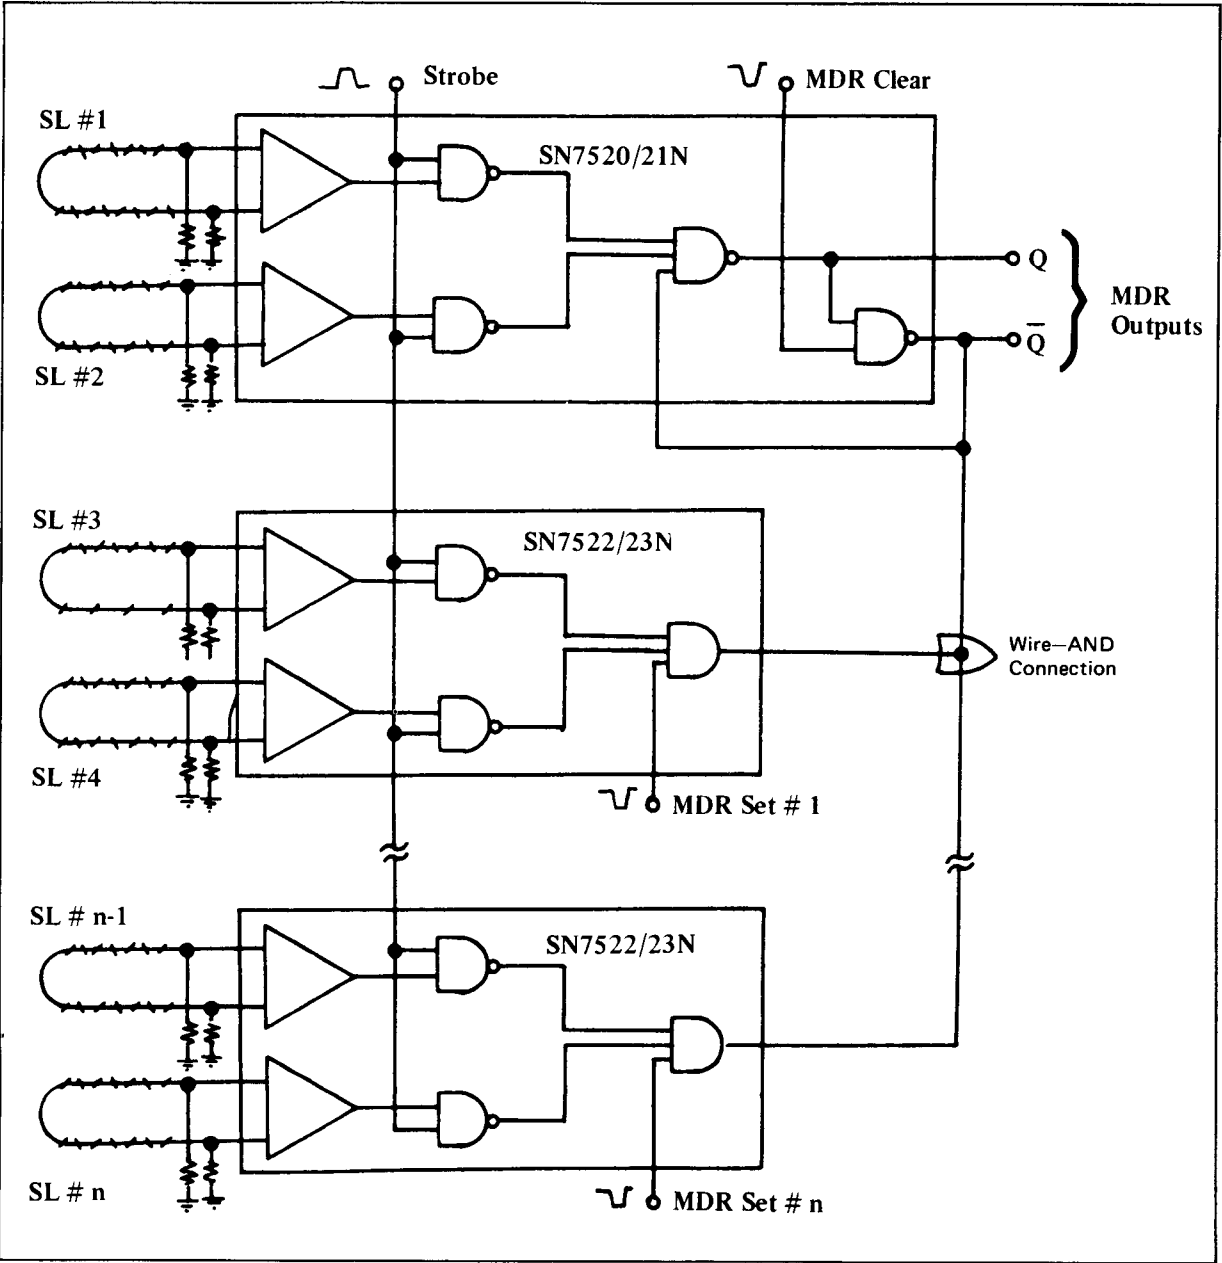 Strobe
MDR Clear
SL #1
SN7520/21N
Q
MDR
Outputs
Q̅
SL #2
SL #3
SN7522/23N
Wire—AND
Connection
SL #4
MDR Set # 1
SL # n-1
SN7522/23N
SL # n
MDR Set # n